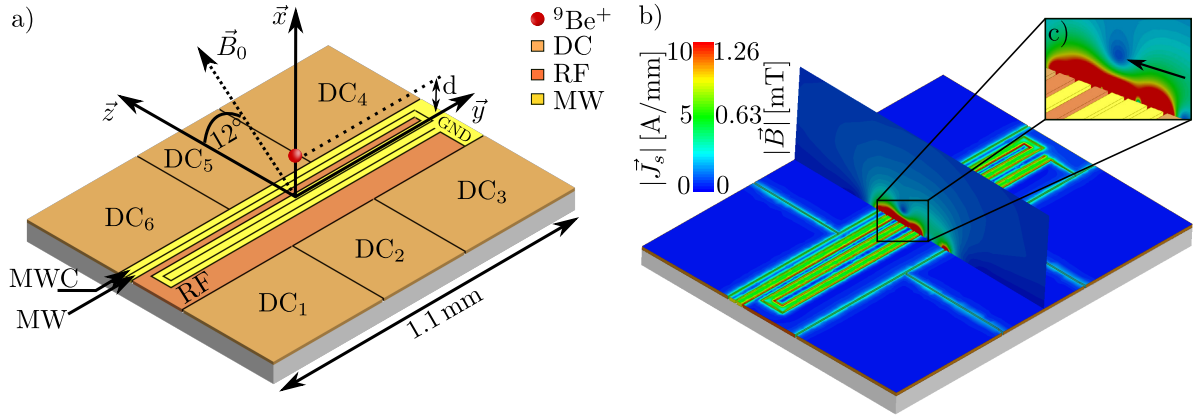 a)
x⃗
⁹Be⁺
DC
RF
MW
B⃗₀
DC₄
d
z⃗
y⃗
12°
GND
DC₅
DC₃
DC₆
DC₂
MWC
RF
DC₁
MW
1.1 mm
b)
c)
10
1.26
5
0.63
0
0
|J⃗ₛ| [A/mm]
|B⃗| [mT]